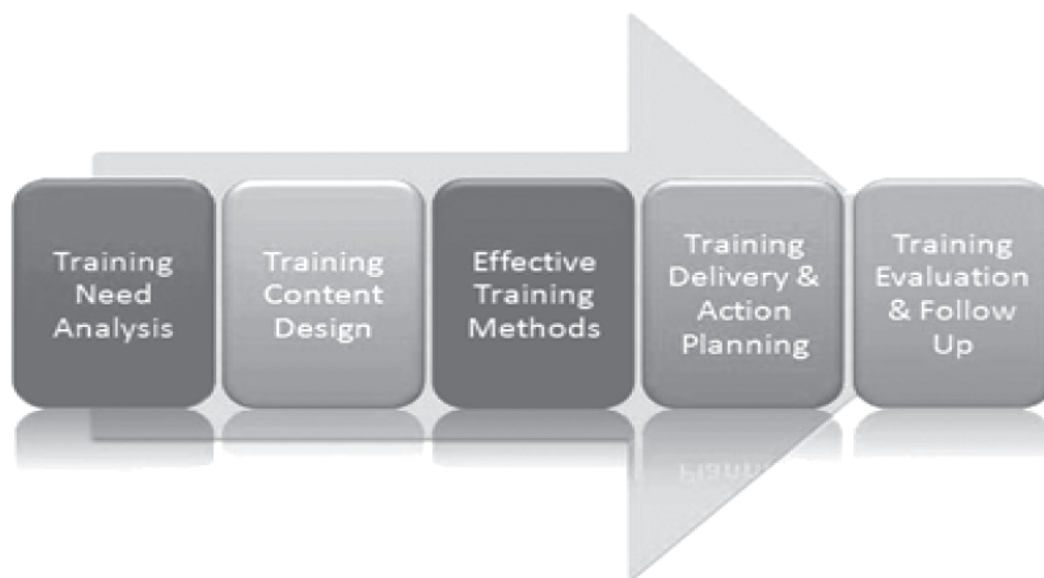 Training
Need
Analysis
Training
Content
Design
Effective
Training
Methods
Training
Delivery &
Action
Planning
Training
Evaluation
& Follow
Up